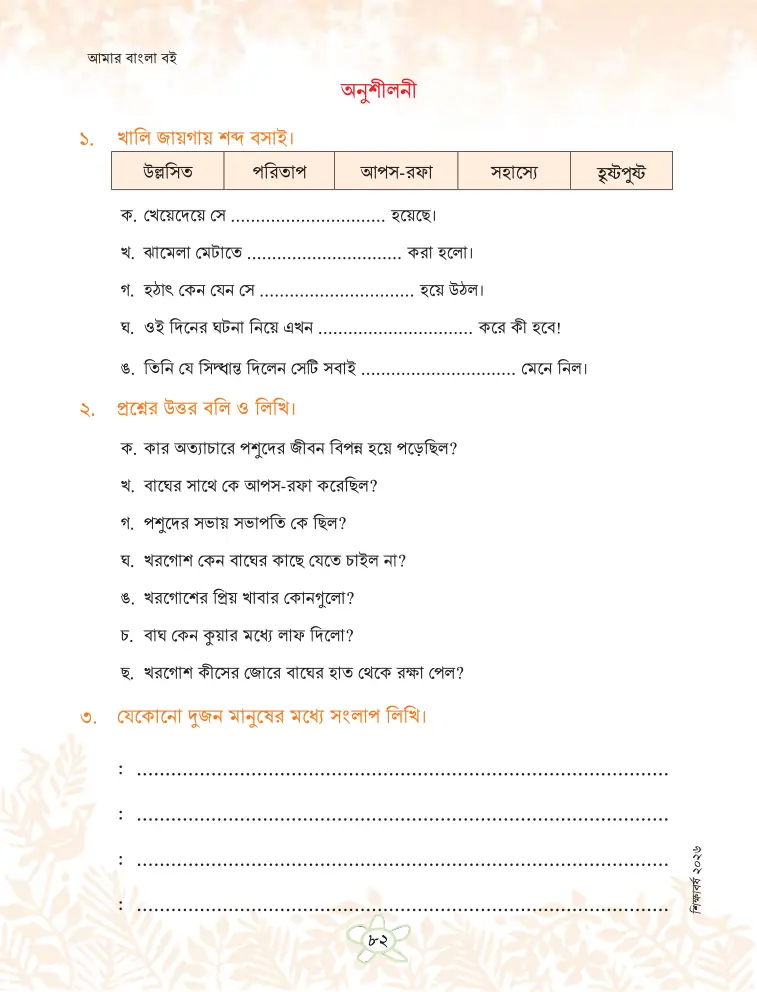 আমার বাংলা বই
অনুশীলনী
১. খালি জায়গায় শব্দ বসাই।
উল্লসিত পরিতাপ আপস-রফা সহাস্যে হৃষ্টপুষ্ট
ক. খেয়েদেয়ে সে ............................... হয়েছে।
খ. ঝামেলা মেটাতে ............................... করা হলো।
গ. হঠাৎ কেন যেন সে ............................... হয়ে উঠল।
ঘ. ওই দিনের ঘটনা নিয়ে এখন ............................... করে কী হবে!
ঙ. তিনি যে সিদ্ধান্ত দিলেন সেটি সবাই ............................... মেনে নিল।
২. প্রশ্নের উত্তর বলি ও লিখি।
ক. কার অত্যাচারে পশুদের জীবন বিপন্ন হয়ে পড়েছিল?
খ. বাঘের সাথে কে আপস-রফা করেছিল?
গ. পশুদের সভায় সভাপতি কে ছিল?
ঘ. খরগোশ কেন বাঘের কাছে যেতে চাইল না?
ঙ. খরগোশের প্রিয় খাবার কোনগুলো?
চ. বাঘ কেন কুয়ার মধ্যে লাফ দিলো?
ছ. খরগোশ কীসের জোরে বাঘের হাত থেকে রক্ষা পেল?
৩. যেকোনো দুজন মানুষের মধ্যে সংলাপ লিখি।
: ..............................................................................................
: ..............................................................................................
: ..............................................................................................
: ..............................................................................................
শিক্ষাবর্ষ ২০২৬
৮২